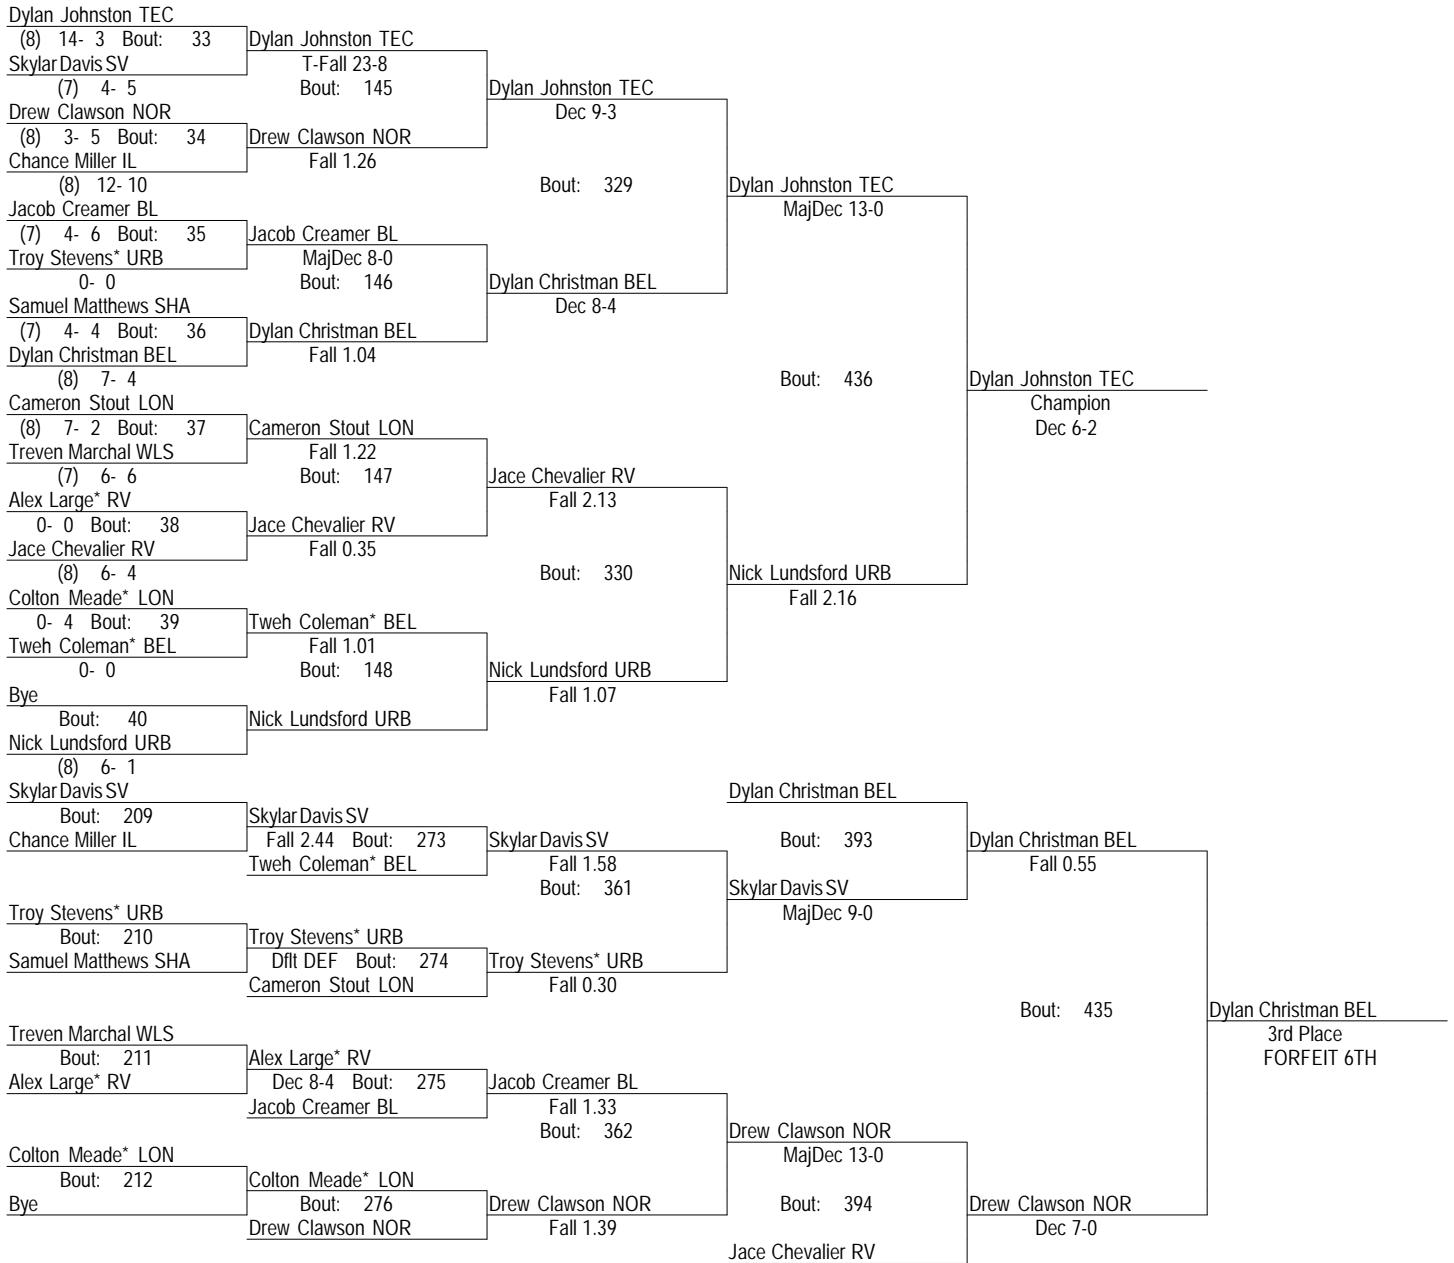 Dylan Johnston TEC
(8) 14- 3 Bout: 33 Dylan Johnston TEC
Skylar Davis SV T-Fall 23-8
(7) 4- 5 Bout: 145 Dylan Johnston TEC
Drew Clawson NOR Dec 9-3
(8) 3- 5 Bout: 34 Drew Clawson NOR
Chance Miller IL Fall 1.26
(8) 12- 10 Bout: 329 Dylan Johnston TEC
Jacob Creamer BL MajDec 13-0
(7) 4- 6 Bout: 35 Jacob Creamer BL
Troy Stevens* URB MajDec 8-0
0- 0 Bout: 146 Dylan Christman BEL
Samuel Matthews SHA Dec 8-4
(7) 4- 4 Bout: 36 Dylan Christman BEL
Dylan Christman BEL Fall 1.04
(8) 7- 4 Bout: 436 Dylan Johnston TEC
Cameron Stout LON Champion
(8) 7- 2 Bout: 37 Cameron Stout LON Dec 6-2
Treven Marchal WLS Fall 1.22
(7) 6- 6 Bout: 147 Jace Chevalier RV
Alex Large* RV Fall 2.13
0- 0 Bout: 38 Jace Chevalier RV
Jace Chevalier RV Fall 0.35
(8) 6- 4 Bout: 330 Nick Lundsford URB
Colton Meade* LON Fall 2.16
0- 4 Bout: 39 Tweh Coleman* BEL
Tweh Coleman* BEL Fall 1.01
0- 0 Bout: 148 Nick Lundsford URB
Bye Fall 1.07
Bout: 40 Nick Lundsford URB
Nick Lundsford URB
(8) 6- 1
Skylar Davis SV Dylan Christman BEL
Bout: 209 Skylar Davis SV
Chance Miller IL Fall 2.44 Bout: 273 Skylar Davis SV Bout: 393 Dylan Christman BEL
Tweh Coleman* BEL Fall 1.58 Fall 0.55
Bout: 361 Skylar Davis SV
Troy Stevens* URB MajDec 9-0
Bout: 210 Troy Stevens* URB
Samuel Matthews SHA Dflt DEF Bout: 274 Troy Stevens* URB
Cameron Stout LON Fall 0.30
Bout: 435 Dylan Christman BEL
Treven Marchal WLS 3rd Place
Bout: 211 Alex Large* RV FORFEIT 6TH
Alex Large* RV Dec 8-4 Bout: 275 Jacob Creamer BL
Jacob Creamer BL Fall 1.33
Bout: 362 Drew Clawson NOR
Colton Meade* LON MajDec 13-0
Bout: 212 Colton Meade* LON
Bye Bout: 276 Drew Clawson NOR Bout: 394 Drew Clawson NOR
Drew Clawson NOR Fall 1.39 Dec 7-0
Jace Chevalier RV